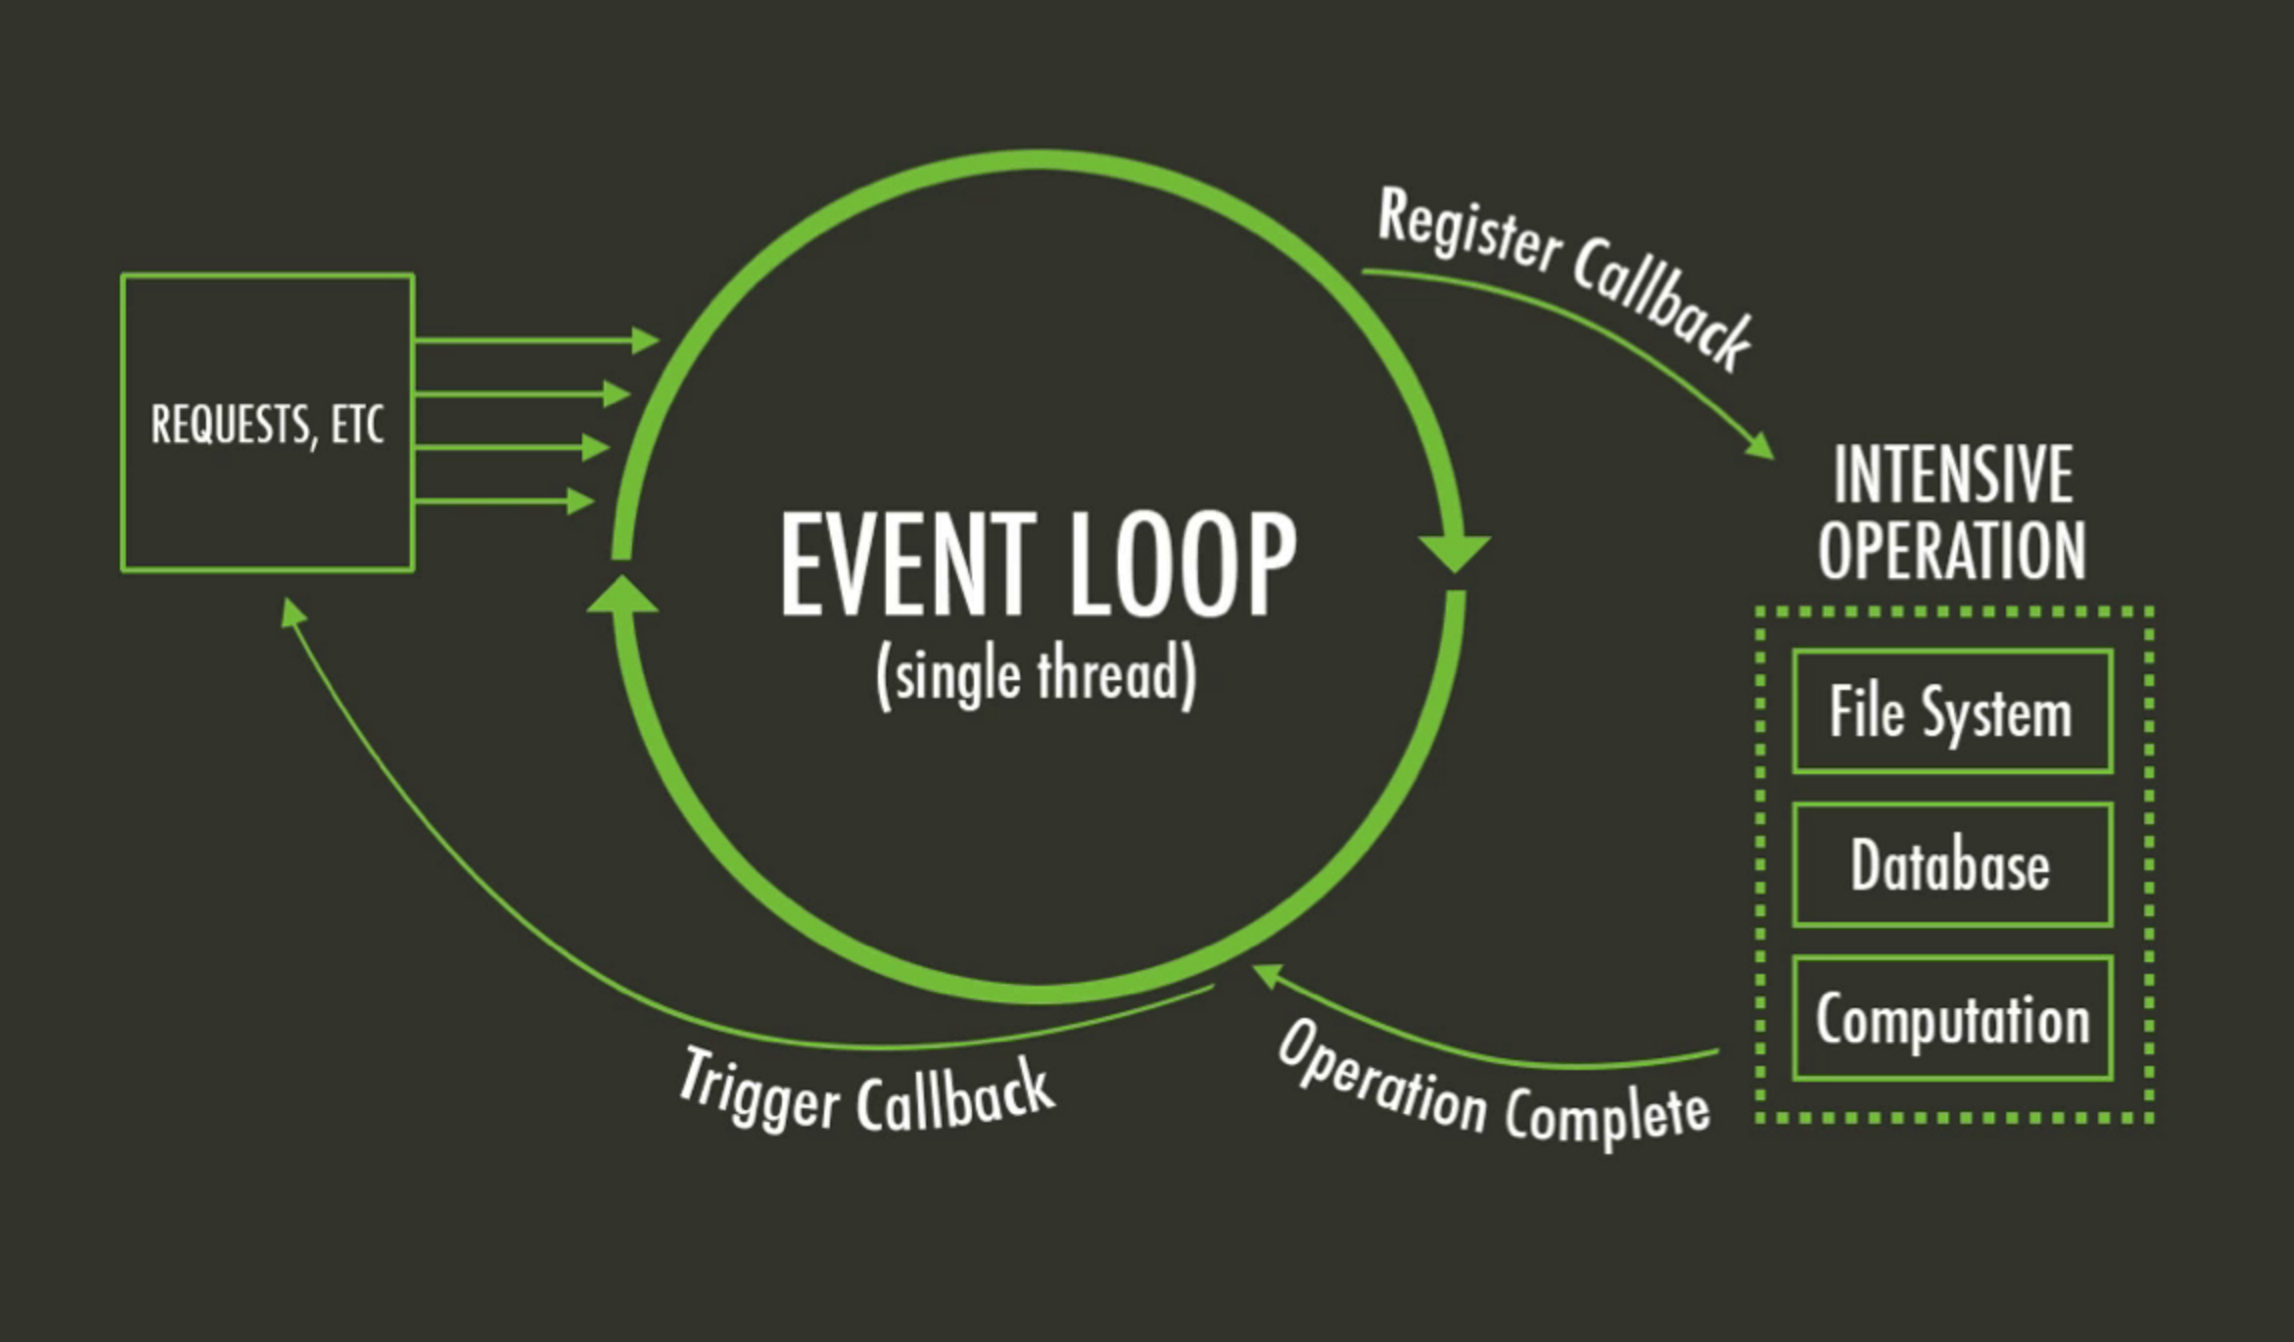 REQUESTS, ETC
EVENT LOOP
(single thread)
Register Callback
INTENSIVE
OPERATION
File System
Database
Computation
Operation Complete
Trigger Callback